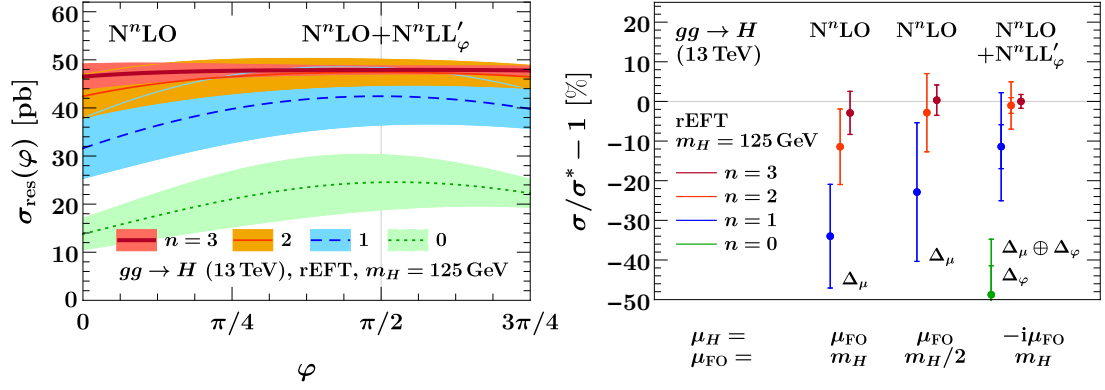 NⁿLO NⁿLO+NⁿLL′φ
σres(φ) [pb]
60
50
40
30
20
10
0
n = 3 2 1 0
gg → H (13 TeV), rEFT, mH = 125 GeV
0 π/4 π/2 3π/4
φ
σ/σ* − 1 [%]
20
10
0
−10
−20
−30
−40
−50
gg → H
(13 TeV)
NⁿLO NⁿLO NⁿLO
+NⁿLL′φ
rEFT
mH = 125 GeV
n = 3
n = 2
n = 1
n = 0
Δμ
Δμ
Δμ ⊕ Δφ
Δφ
μH = μFO μFO −iμFO
μFO = mH mH/2 mH